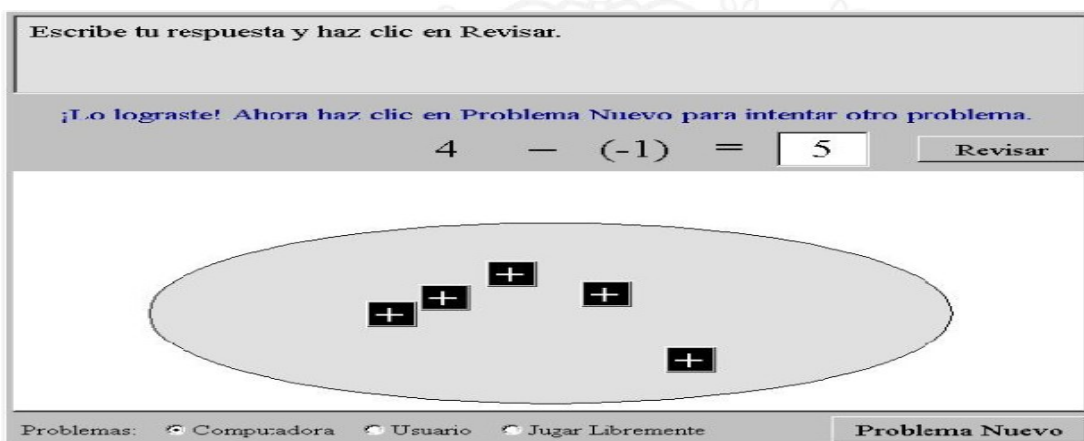 Escribe tu respuesta y haz clic en Revisar.
¡Lo lograste! Ahora haz clic en Problema Nuevo para intentar otro problema.
4 – (-1) = 5 Revisar
+
+
+
+
+
Problemas: Computadora Usuario Jugar Libremente Problema Nuevo